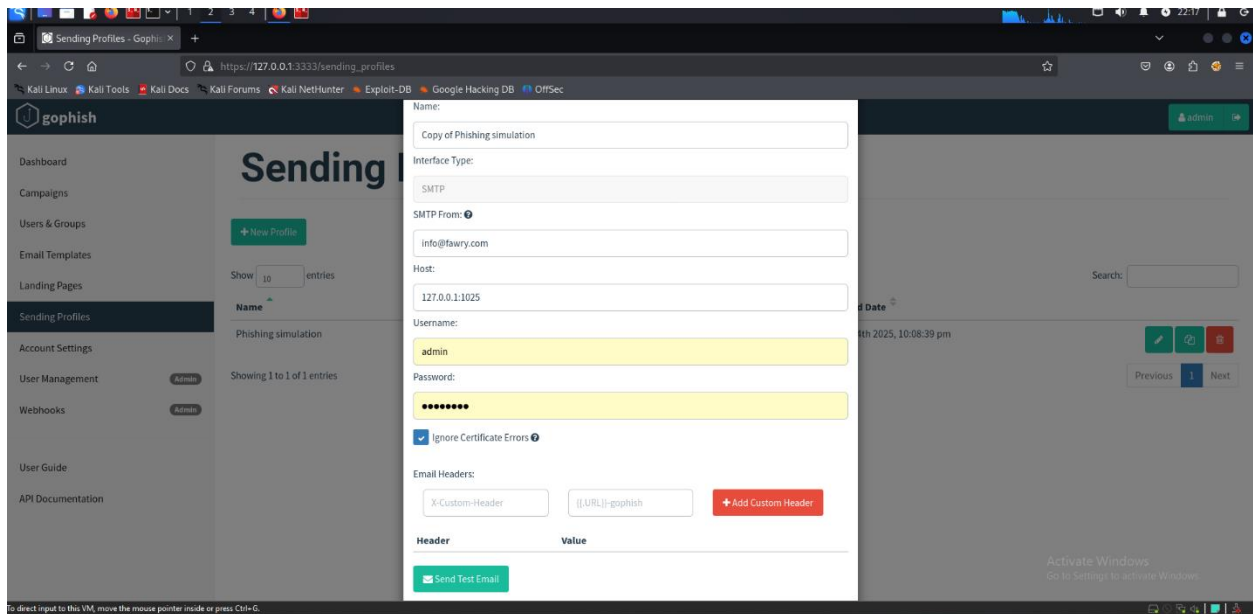 1 2 3 4
22:17
Sending Profiles - Gophis
https://127.0.0.1:3333/sending_profiles
Kali Linux Kali Tools Kali Docs Kali Forums Kali NetHunter Exploit-DB Google Hacking DB OffSec
gophish
admin
Dashboard
Campaigns
Users & Groups
Email Templates
Landing Pages
Sending Profiles
Account Settings
User Management Admin
Webhooks Admin
User Guide
API Documentation
Sending
+ New Profile
Show 10 entries
Search:
Name
d Date
Phishing simulation
4th 2025, 10:08:39 pm
Showing 1 to 1 of 1 entries
Previous 1 Next
Name:
Copy of Phishing simulation
Interface Type:
SMTP
SMTP From:
info@fawry.com
Host:
127.0.0.1:1025
Username:
admin
Password:
••••••••
Ignore Certificate Errors
Email Headers:
X-Custom-Header {{.URL}}-gophish + Add Custom Header
Header Value
Send Test Email
Activate Windows
Go to Settings to activate Windows.
To direct input to this VM, move the mouse pointer inside or press Ctrl+G.